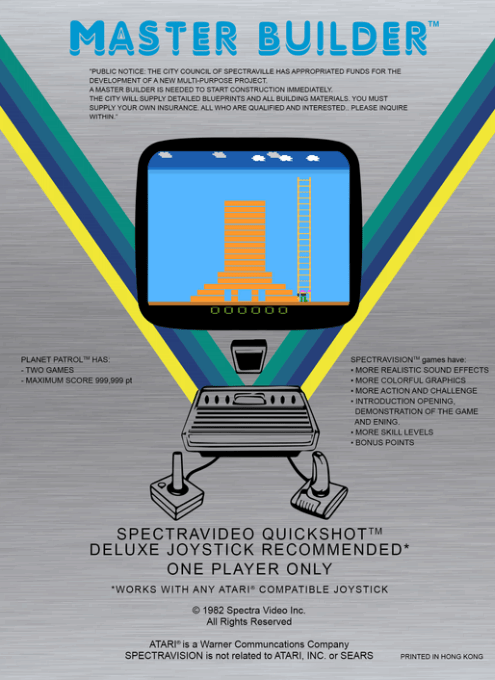 MASTER BUILDER™
"PUBLIC NOTICE: THE CITY COUNCIL OF SPECTRAVILLE HAS APPROPRIATED FUNDS FOR THE
DEVELOPMENT OF A NEW MULTI-PURPOSE PROJECT.
A MASTER BUILDER IS NEEDED TO START CONSTRUCTION IMMEDIATELY.
THE CITY WILL SUPPLY DETAILED BLUEPRINTS AND ALL BUILDING MATERIALS. YOU MUST
SUPPLY YOUR OWN INSURANCE. ALL WHO ARE QUALIFIED AND INTERESTED.. PLEASE INQUIRE
WITHIN."
000000
PLANET PATROL™ HAS:
- TWO GAMES
- MAXIMUM SCORE 999,999 pt
SPECTRAVISION™ games have:
• MORE REALISTIC SOUND EFFECTS
• MORE COLORFUL GRAPHICS
• MORE ACTION AND CHALLENGE
• INTRODUCTION OPENING,
DEMONSTRATION OF THE GAME
AND ENING.
• MORE SKILL LEVELS
• BONUS POINTS
SPECTRAVIDEO QUICKSHOT™
DELUXE JOYSTICK RECOMMENDED*
ONE PLAYER ONLY
*WORKS WITH ANY ATARI® COMPATIBLE JOYSTICK
© 1982 Spectra Video Inc.
All Rights Reserved
ATARI® is a Warner Communcations Company
SPECTRAVISION is not related to ATARI, INC. or SEARS
PRINTED IN HONG KONG